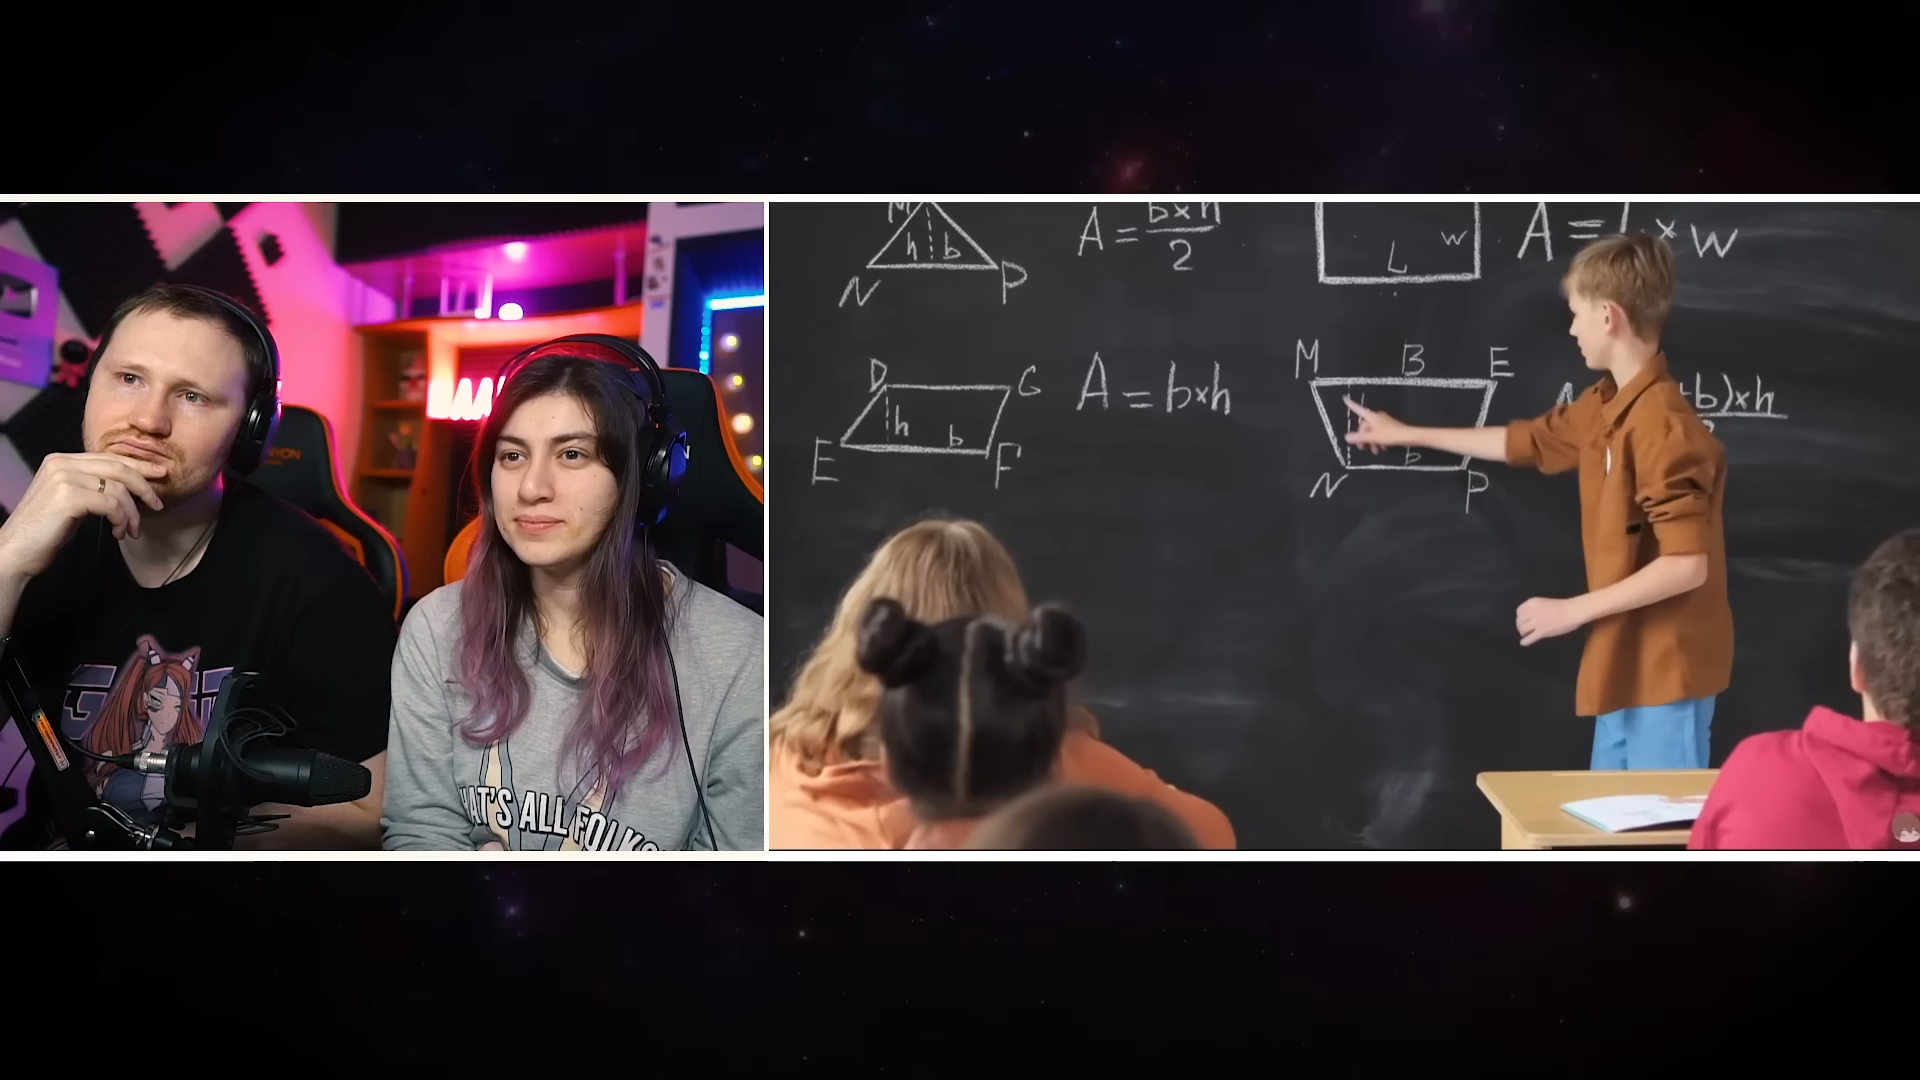 THAT'S ALL FOLKS
M
h b
N P
A = b×h
2
L
w
A = L × w
D G
h
b
E F
A = b×h
M B E
b
N P
+b)×h